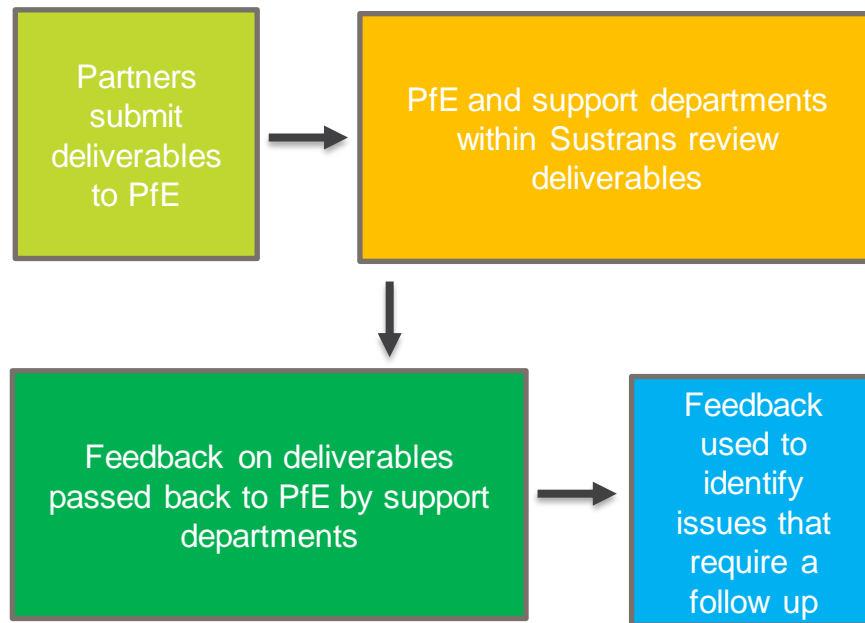 Partners
submit
deliverables
to PfE
PfE and support departments
within Sustrans review
deliverables
Feedback on deliverables
passed back to PfE by support
departments
Feedback
used to
identify
issues that
require a
follow up